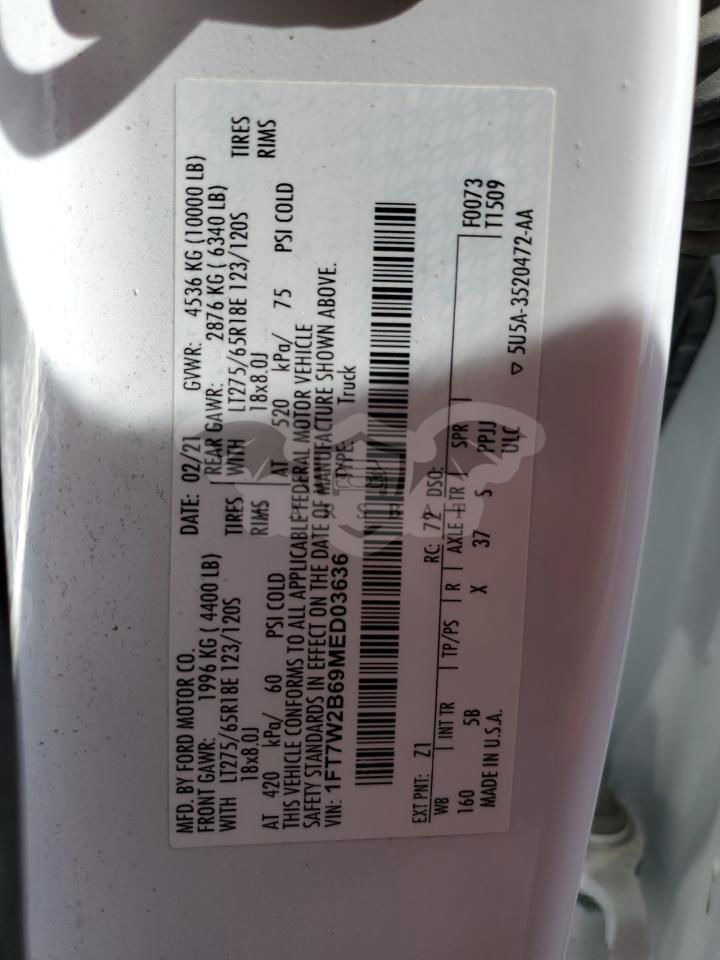 MFD. BY FORD MOTOR CO. DATE: 02/21 GVWR: 4536 KG (10000 LB)
FRONT GAWR: 1996 KG ( 4400 LB) REAR GAWR: 2876 KG ( 6340 LB)
WITH LT275/65R18E 123/120S TIRES WITH LT275/65R18E 123/120S TIRES
18x8.0J RIMS 18x8.0J RIMS
AT 420 kPa/ 60 PSI COLD AT 520 kPa/ 75 PSI COLD
THIS VEHICLE CONFORMS TO ALL APPLICABLE FEDERAL MOTOR VEHICLE
SAFETY STANDARDS IN EFFECT ON THE DATE OF MANUFACTURE SHOWN ABOVE.
VIN: 1FT7W2B69MED03636 TYPE: Truck
EXT PNT: Z1 RC: 72 DSO: F0073
WB INT TR TP/PS R AXLE TR SPR T1509
160 5B X 37 S PPJJ
MADE IN U.S.A. ULC
▽ 5U5A-3520472-AA